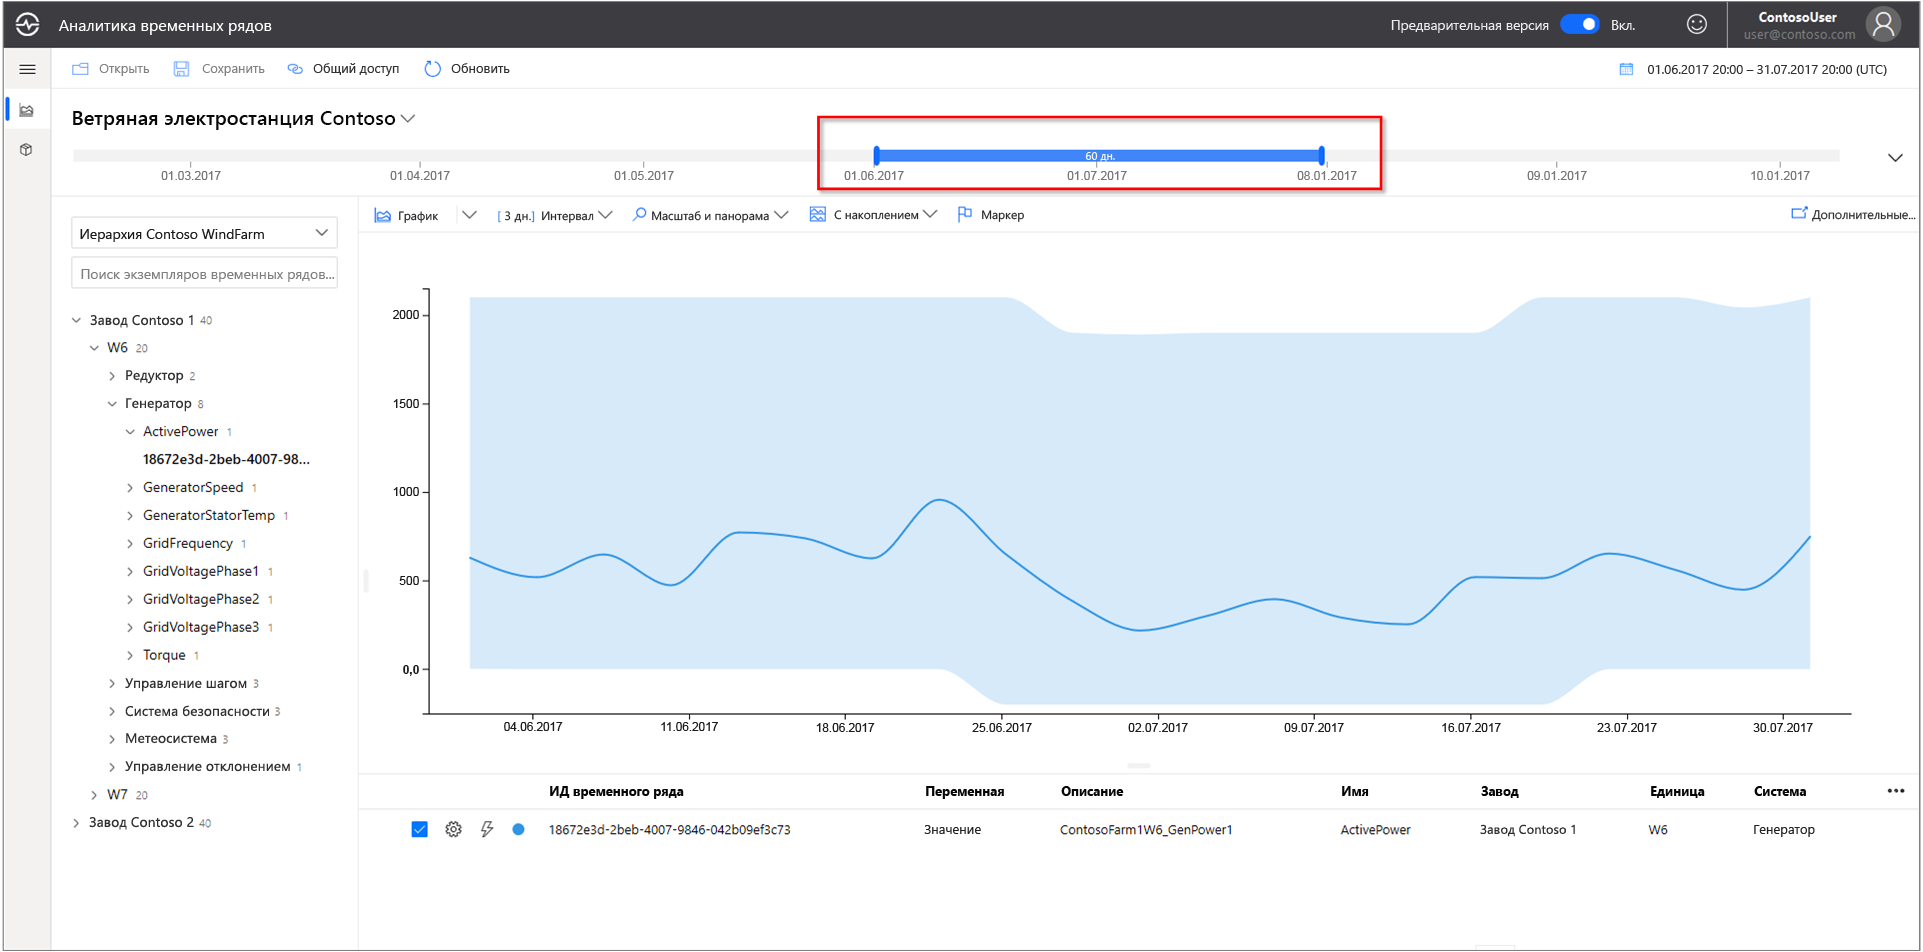 Аналитика временных рядов
Предварительная версия
Вкл.
ContosoUser
user@contoso.com
Открыть
Сохранить
Общий доступ
Обновить
01.06.2017 20:00 – 31.07.2017 20:00 (UTC)
Ветряная электростанция Contoso
60 дн.
01.03.2017 01.04.2017 01.05.2017 01.06.2017 01.07.2017 08.01.2017 09.01.2017 10.01.2017
График
[ 3 дн.] Интервал
Масштаб и панорама
С накоплением
Маркер
Дополнительные...
Иерархия Contoso WindFarm
Поиск экземпляров временных рядов...
Завод Contoso 1 40
W6 20
Редуктор 2
Генератор 8
ActivePower 1
18672e3d-2beb-4007-98...
GeneratorSpeed 1
GeneratorStatorTemp 1
GridFrequency 1
GridVoltagePhase1 1
GridVoltagePhase2 1
GridVoltagePhase3 1
Torque 1
Управление шагом 3
Система безопасности 3
Метеосистема 3
Управление отклонением 1
W7 20
Завод Contoso 2 40
2000
1500
1000
500
0,0
04.06.2017 11.06.2017 18.06.2017 25.06.2017 02.07.2017 09.07.2017 16.07.2017 23.07.2017 30.07.2017
ИД временного ряда Переменная Описание Имя Завод Единица Система
18672e3d-2beb-4007-9846-042b09ef3c73 Значение ContosoFarm1W6_GenPower1 ActivePower Завод Contoso 1 W6 Генератор